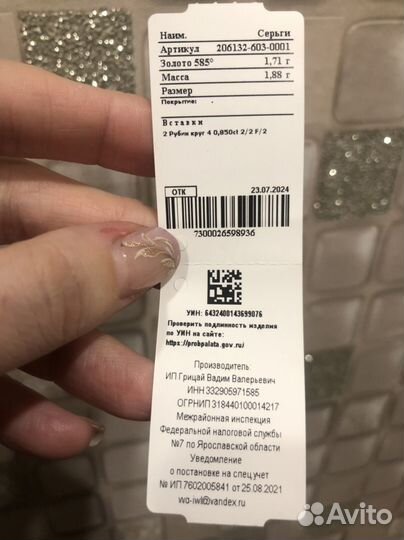 Наим. Серьги
Артикул 206132-603-0001
Золото 585° 1,71 г
Масса 1,88 г
Размер
Покрытие:
Вставки
2 Рубин круг 4 0,850ct 2/2 F/2
ОТК 23.07.2024
7300026598936
УИН: 6432400143699076
Проверить подлинность изделия
по УИН на сайте:
https://probpalata.gov.ru/
Производитель
ИП Грицай Вадим Валерьевич
ИНН 332905971585
ОГРНИП 318440100014217
Межрайонная инспекция
Федеральной налоговой службы
№7 по Ярославской области
Уведомление
о постановке на спец учет
№ ИП 7602005841 от 25.08.2021
Avito